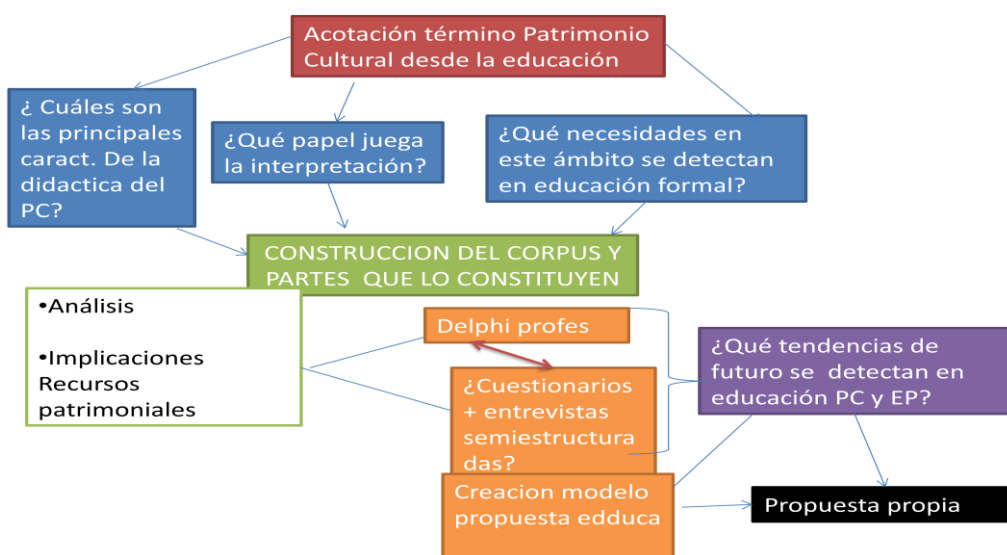 Acotación término Patrimonio
Cultural desde la educación
¿ Cuáles son
las principales
caract. De la
didactica del
PC?
¿Qué papel juega
la interpretación?
¿Qué necesidades en
este ámbito se detectan
en educación formal?
CONSTRUCCION DEL CORPUS Y
PARTES QUE LO CONSTITUYEN
•Análisis
•Implicaciones
Recursos
patrimoniales
Delphi profes
¿Cuestionarios
+ entrevistas
semiestructura
das?
Creacion modelo
propuesta edduca
¿Qué tendencias de
futuro se detectan en
educación PC y EP?
Propuesta propia